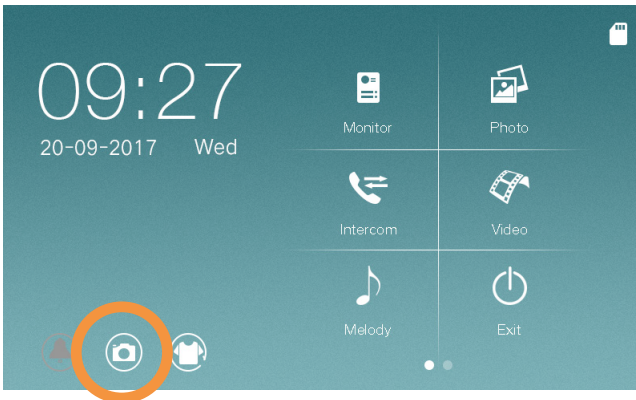 09:27
20-09-2017 Wed
Monitor
Photo
Intercom
Video
Melody
Exit